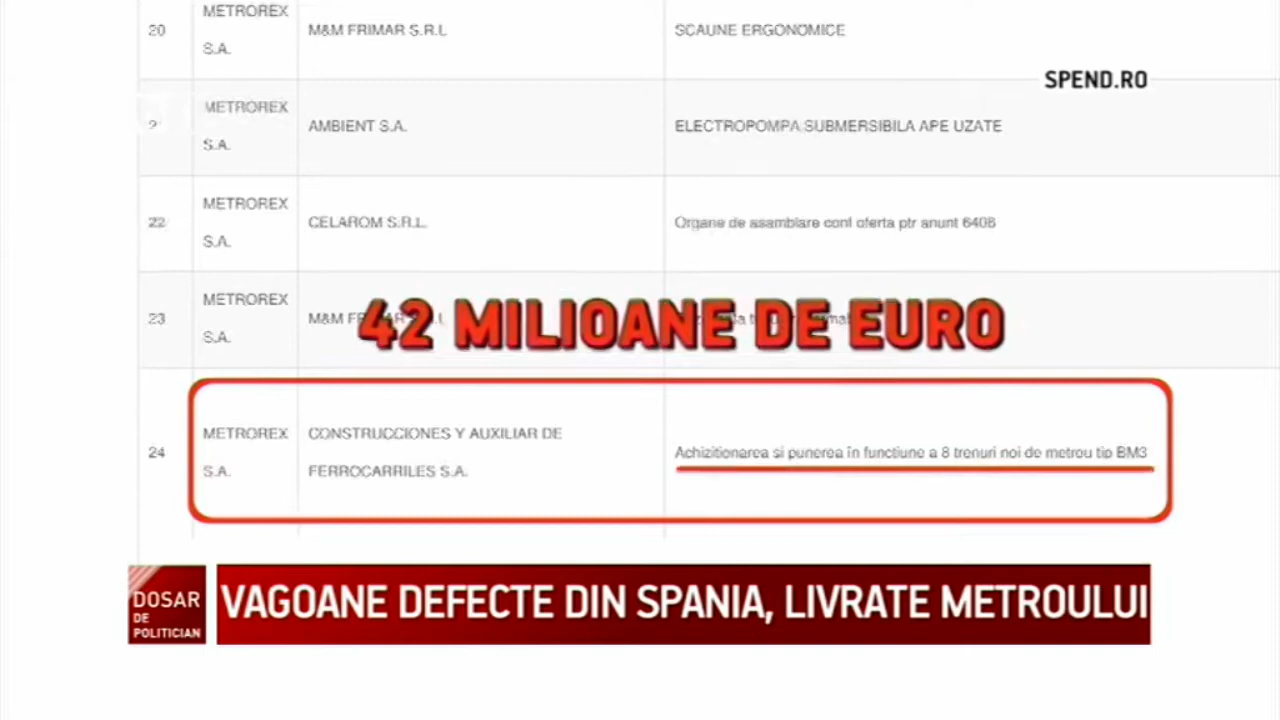 METROREX
20
M&M FRIMAR S.R.L
SCAUNE ERGONOMICE
S.A.
SPEND.RO
METROREX
AMBIENT S.A.
ELECTROPOMPA SUBMERSIBILA APE UZATE
S.A.
METROREX
22
CELAROM S.R.L.
Organe de asamblare conf oferta ptr anunt 6408
S.A.
METROREX
23
M&M
S.A.
42 MILIOANE DE EURO
METROREX
CONSTRUCCIONES Y AUXILIAR DE
24
Achizitionarea si punerea în functiune a 8 trenuri noi de metrou tip BM3
S.A.
FERROCARRILES S.A.
DOSAR
DE
POLITICIAN
VAGOANE DEFECTE DIN SPANIA, LIVRATE METROULUI